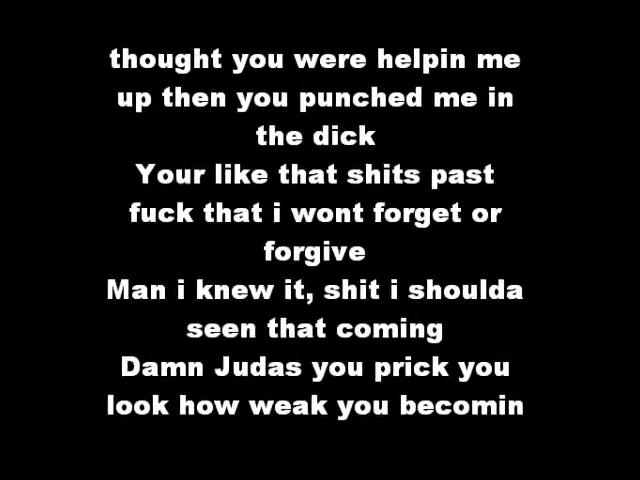 thought you were helpin me
up then you punched me in
the dick
Your like that shits past
fuck that i wont forget or
forgive
Man i knew it, shit i shoulda
seen that coming
Damn Judas you prick you
look how weak you becomin